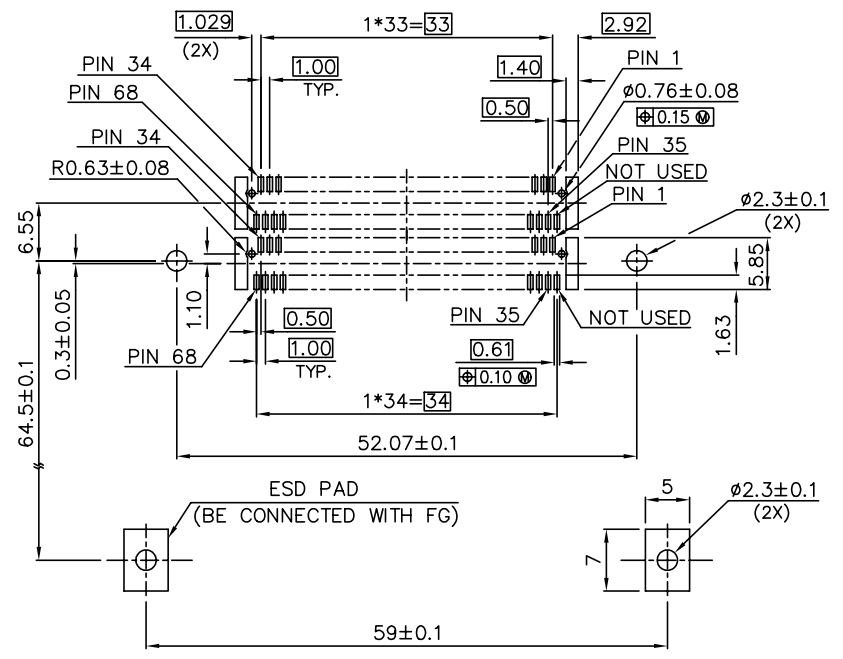 1.029
(2X)
1*33=33
2.92
PIN 34
1.00
TYP.
1.40
PIN 1
PIN 68
0.50
⌀0.76±0.08
⌖ 0.15 Ⓜ
PIN 34
PIN 35
R0.63±0.08
NOT USED
PIN 1
⌀2.3±0.1
(2X)
6.55
5.85
0.3±0.05
1.10
0.50
PIN 35
NOT USED
1.63
PIN 68
1.00
TYP.
0.61
⌖ 0.10 Ⓜ
1*34=34
64.5±0.1
52.07±0.1
ESD PAD
(BE CONNECTED WITH FG)
5
⌀2.3±0.1
(2X)
7
59±0.1